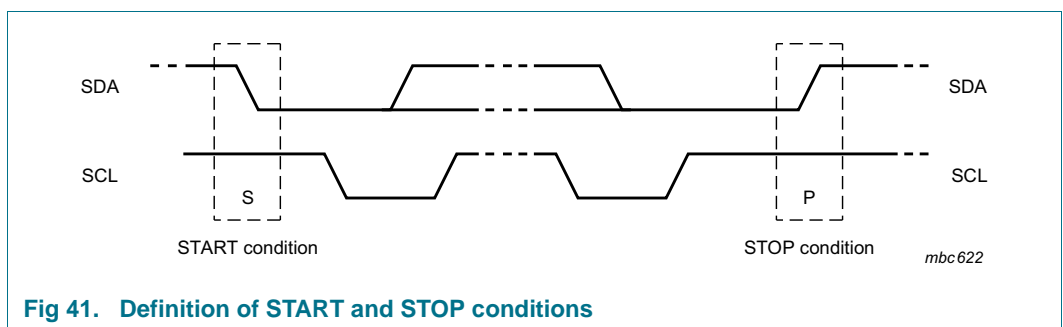 SDA
SDA
SCL
SCL
S
P
START condition
STOP condition
mbc622
Fig 41. Definition of START and STOP conditions